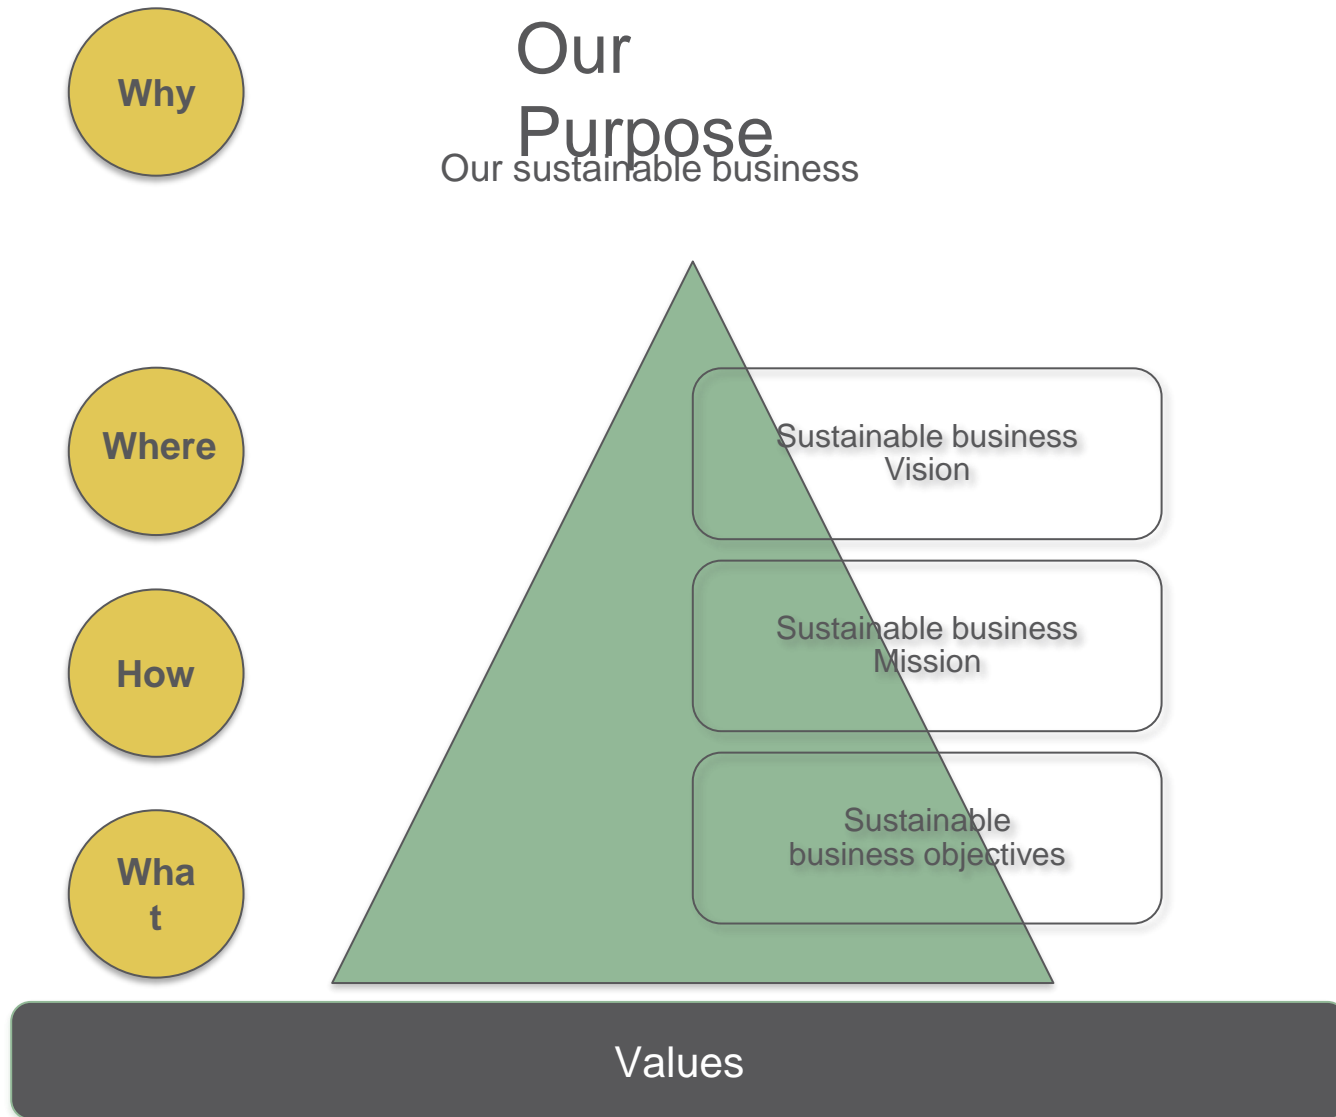 Why
Our
Purpose
Our sustainable business
Where
Sustainable business
Vision
How
Sustainable business
Mission
Wha
t
Sustainable
business objectives
Values